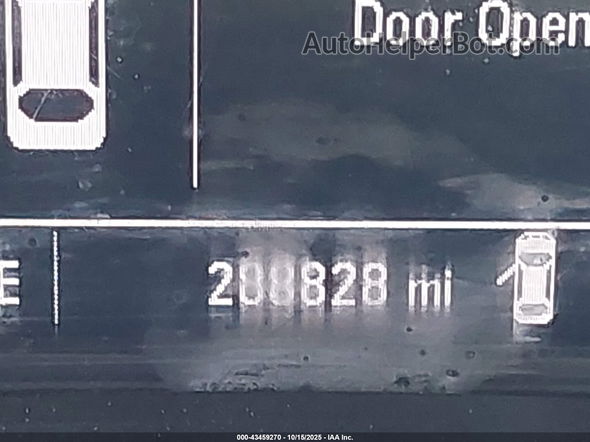 Door Open
AutoHelperBot.com
E
208828 mi
000-43459270 - 10/15/2025 - IAA Inc.